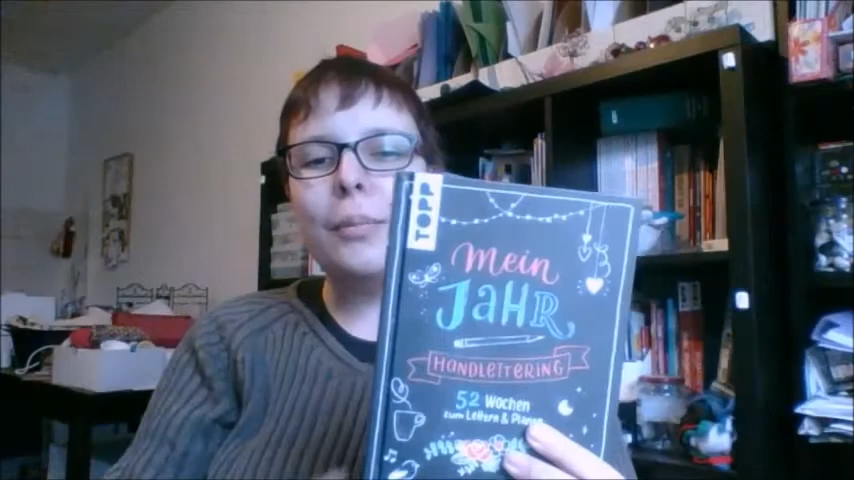 TOPP
Mein
JAHR
HANDLETTERING
52 Wochen
zum Lettern & Planen